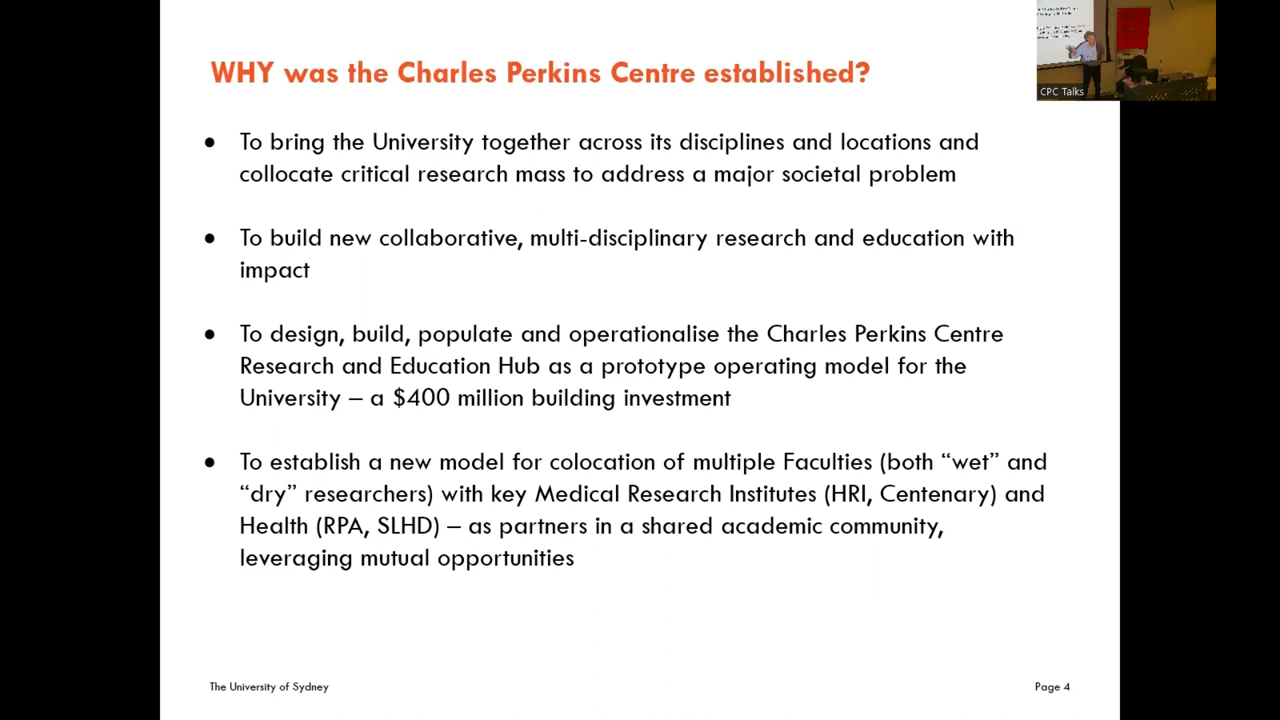 WHY was the Charles Perkins Centre established?
CPC Talks
● To bring the University together across its disciplines and locations and
collocate critical research mass to address a major societal problem
● To build new collaborative, multi-disciplinary research and education with
impact
● To design, build, populate and operationalise the Charles Perkins Centre
Research and Education Hub as a prototype operating model for the
University – a $400 million building investment
● To establish a new model for colocation of multiple Faculties (both “wet” and
“dry” researchers) with key Medical Research Institutes (HRI, Centenary) and
Health (RPA, SLHD) – as partners in a shared academic community,
leveraging mutual opportunities
The University of Sydney
Page 4